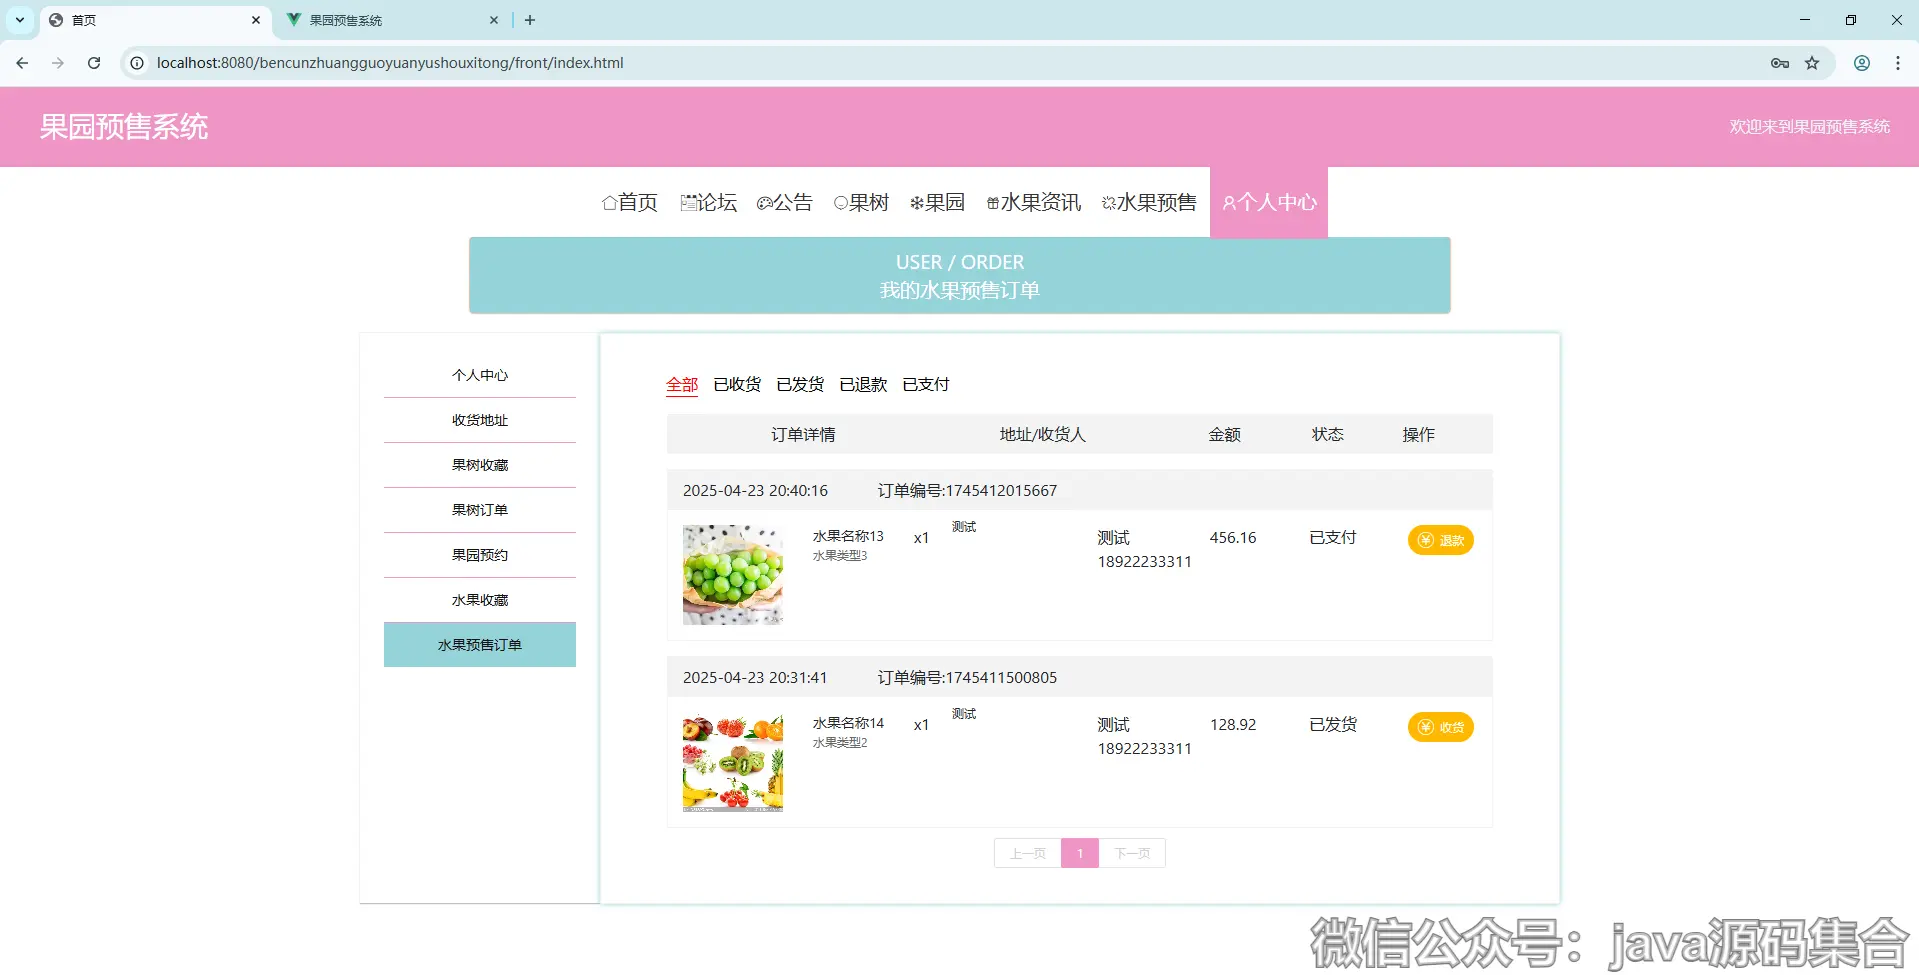 首页
果园预售系统
localhost:8080/bencunzhuangguoyuanyushouxitong/front/index.html
果园预售系统
欢迎来到果园预售系统
首页 论坛 公告 果树 果园 水果资讯 水果预售 个人中心
USER / ORDER
我的水果预售订单
个人中心
收货地址
果树收藏
果树订单
果园预约
水果收藏
水果预售订单
全部 已收货 已发货 已退款 已支付
订单详情 地址/收货人 金额 状态 操作
2025-04-23 20:40:16 订单编号:1745412015667
水果名称13 x1 测试 测试 456.16 已支付 退款
水果类型3 18922233311
2025-04-23 20:31:41 订单编号:1745411500805
水果名称14 x1 测试 测试 128.92 已发货 收货
水果类型2 18922233311
上一页 1 下一页
微信公众号：java源码集合